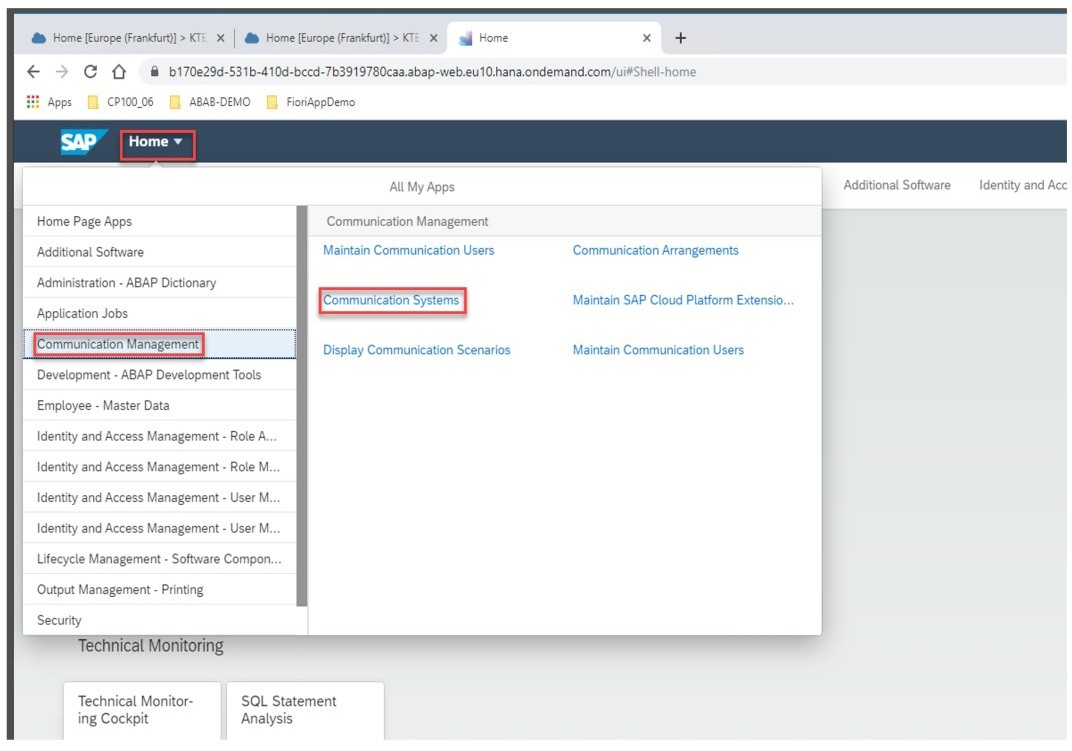 Home [Europe (Frankfurt)] > KTE
Home [Europe (Frankfurt)] > KTE
Home
b170e29d-531b-410d-bccd-7b3919780caa.abap-web.eu10.hana.ondemand.com/ui#Shell-home
Apps CP100_06 ABAB-DEMO FioriAppDemo
SAP Home
All My Apps
Additional Software Identity and Acc
Home Page Apps
Additional Software
Administration - ABAP Dictionary
Application Jobs
Communication Management
Development - ABAP Development Tools
Employee - Master Data
Identity and Access Management - Role A...
Identity and Access Management - Role M...
Identity and Access Management - User M...
Identity and Access Management - User M...
Lifecycle Management - Software Compon...
Output Management - Printing
Security
Communication Management
Maintain Communication Users Communication Arrangements
Communication Systems Maintain SAP Cloud Platform Extensio...
Display Communication Scenarios Maintain Communication Users
Technical Monitoring
Technical Monitor-
ing Cockpit
SQL Statement
Analysis